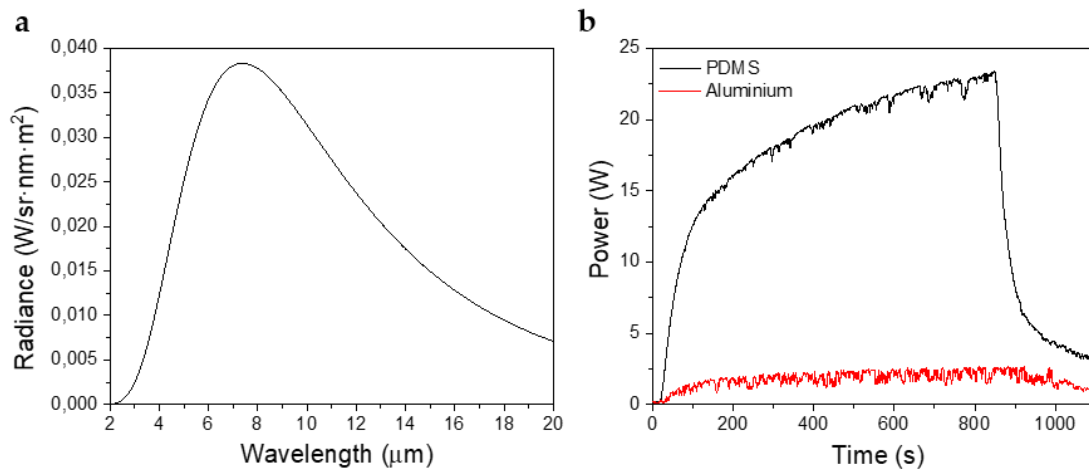 a
0,040
0,035
0,030
0,025
0,020
0,015
0,010
0,005
0,000
Radiance (W/sr·nm·m²)
2 4 6 8 10 12 14 16 18 20
Wavelength (μm)
b
25
20
15
10
5
0
Power (W)
PDMS
Aluminium
0 200 400 600 800 1000
Time (s)